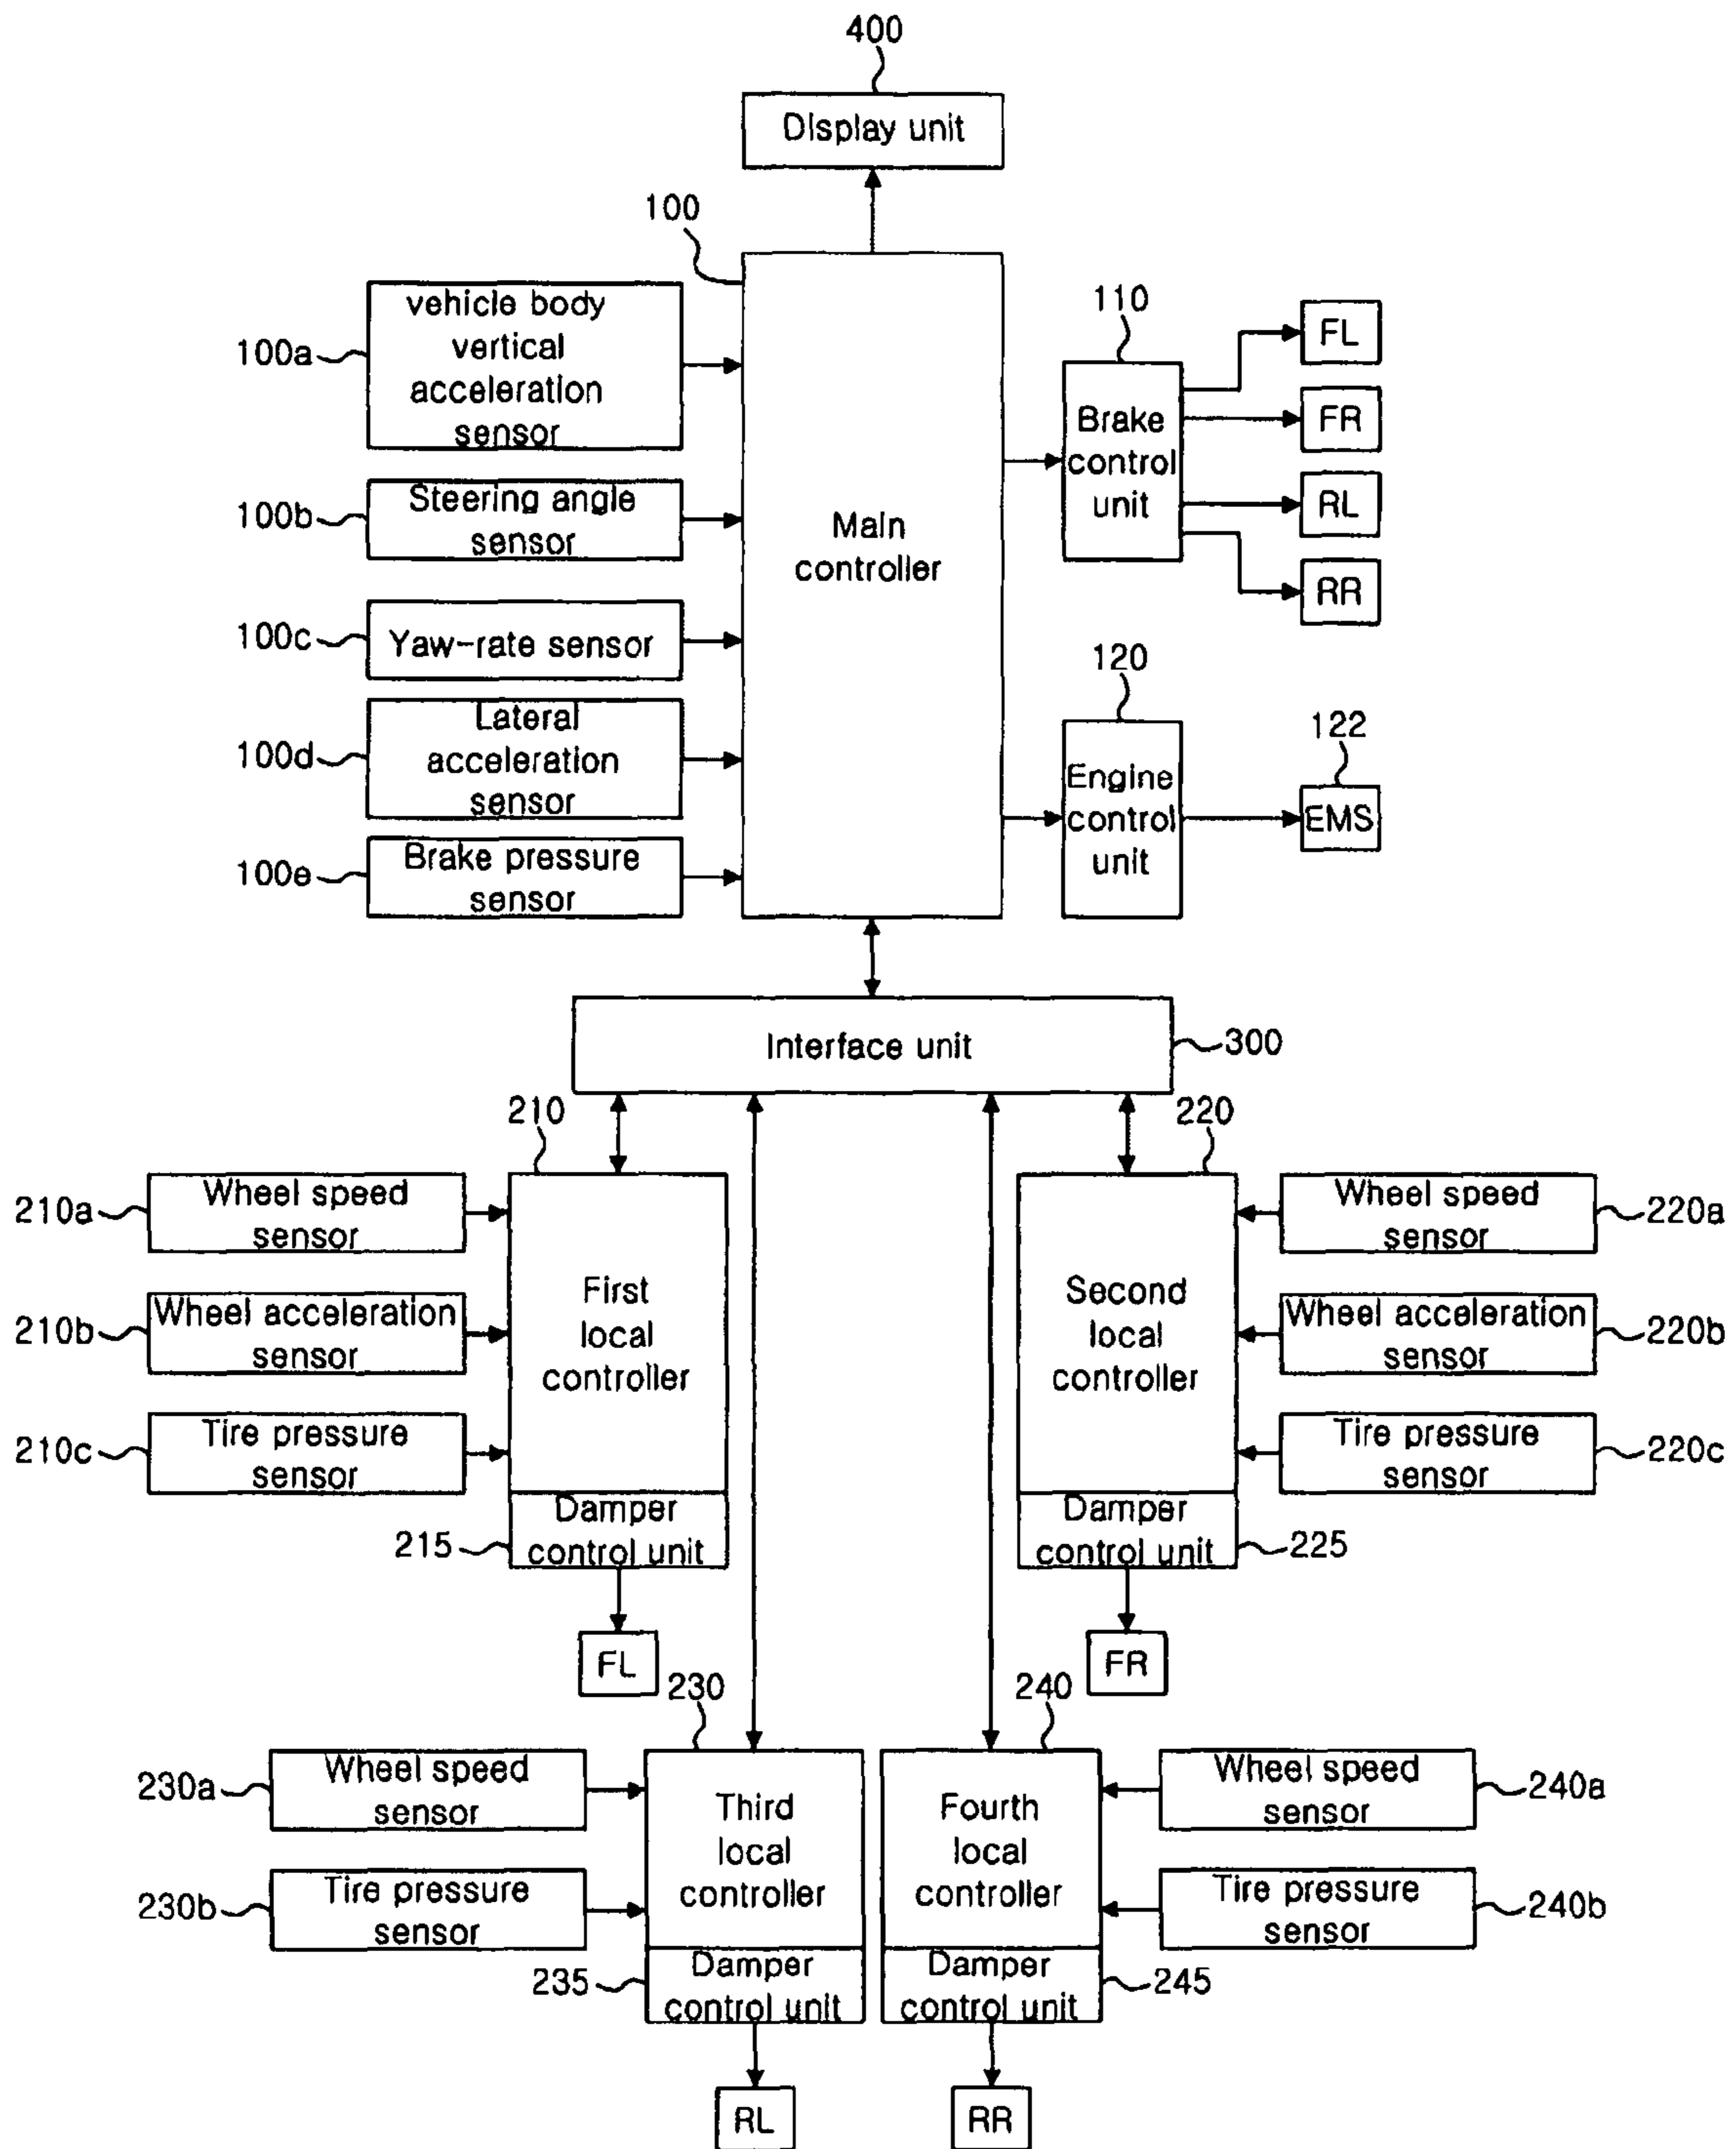 400
Display unit
100
vehicle body
vertical
acceleration
sensor
100a
Steering angle
sensor
100b
Yaw-rate sensor
100c
Lateral
acceleration
sensor
100d
Brake pressure
sensor
100e
Main
controller
110
Brake
control
unit
FL
FR
RL
RR
120
Engine
control
unit
122
EMS
Interface unit
300
210
Wheel speed
sensor
210a
Wheel acceleration
sensor
210b
Tire pressure
sensor
210c
First
local
controller
Damper
control unit
215
FL
220
Second
local
controller
Wheel speed
sensor
220a
Wheel acceleration
sensor
220b
Tire pressure
sensor
220c
Damper
control unit
225
FR
230
Wheel speed
sensor
230a
Tire pressure
sensor
230b
Third
local
controller
Damper
control unit
235
RL
240
Fourth
local
controller
Wheel speed
sensor
240a
Tire pressure
sensor
240b
Damper
control unit
245
RR